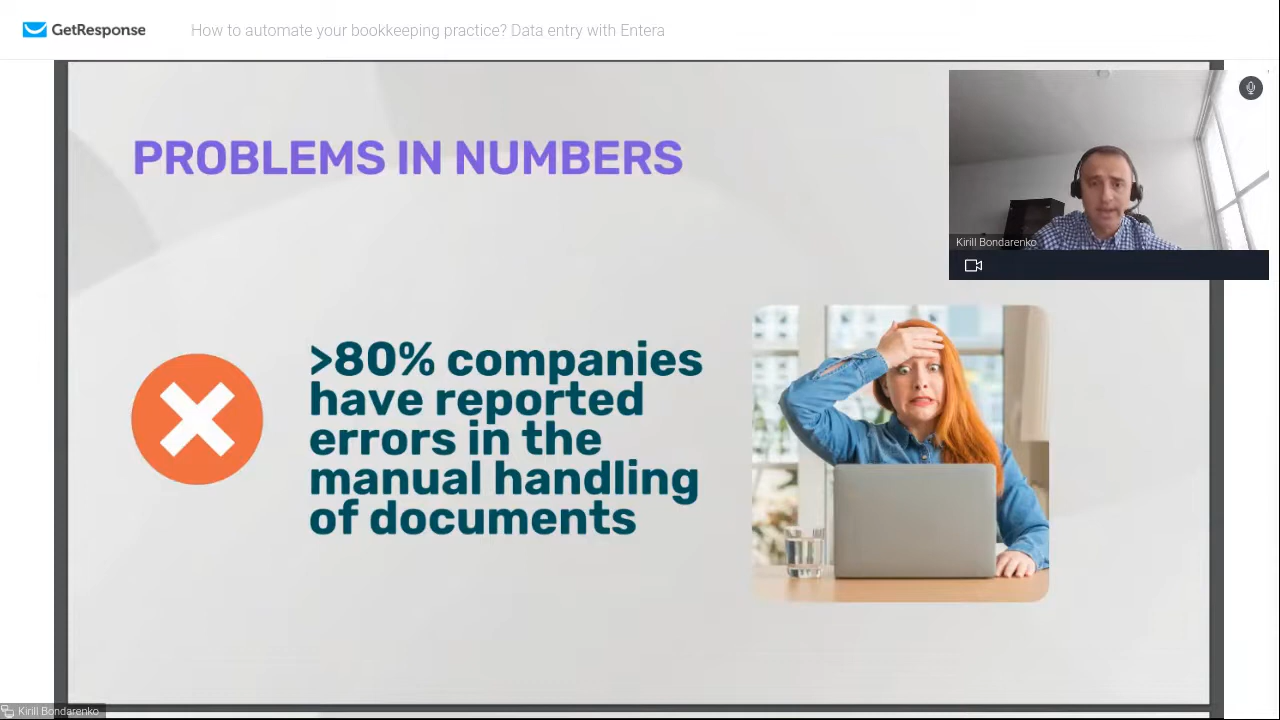 GetResponse
How to automate your bookkeeping practice? Data entry with Entera
PROBLEMS IN NUMBERS
Kirill Bondarenko
>80% companies
have reported
errors in the
manual handling
of documents
Kirill Bondarenko